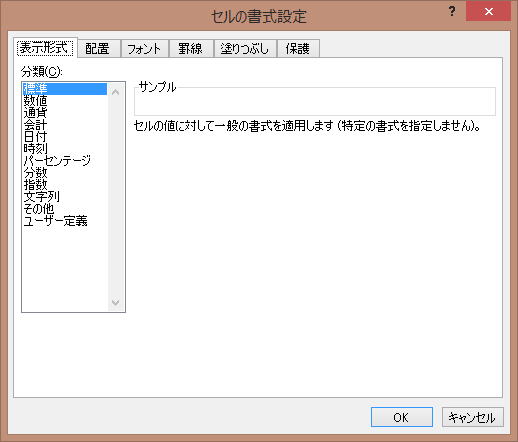 セルの書式設定
?
×
表示形式 配置 フォント 罫線 塗りつぶし 保護
分類(C):
標準
数値
通貨
会計
日付
時刻
パーセンテージ
分数
指数
文字列
その他
ユーザー定義
サンプル
セルの値に対して一般の書式を適用します (特定の書式を指定しません)。
OK キャンセル